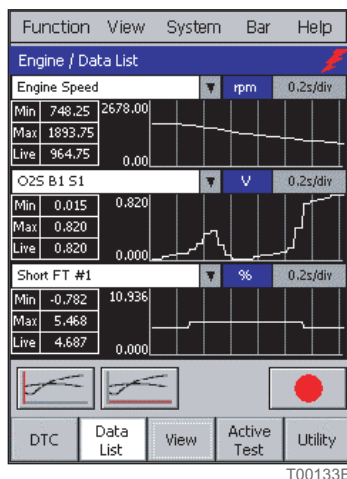 Function View System Bar Help
Engine / Data List
Engine Speed rpm 0.2s/div
Min 748.25 2678.00
Max 1893.75
Live 964.75 0.00
O2S B1 S1 V 0.2s/div
Min 0.015 0.820
Max 0.820
Live 0.820 0.000
Short FT #1 % 0.2s/div
Min -0.782 10.936
Max 5.468
Live 4.687 0.000
DTC Data List View Active Test Utility
T00133E